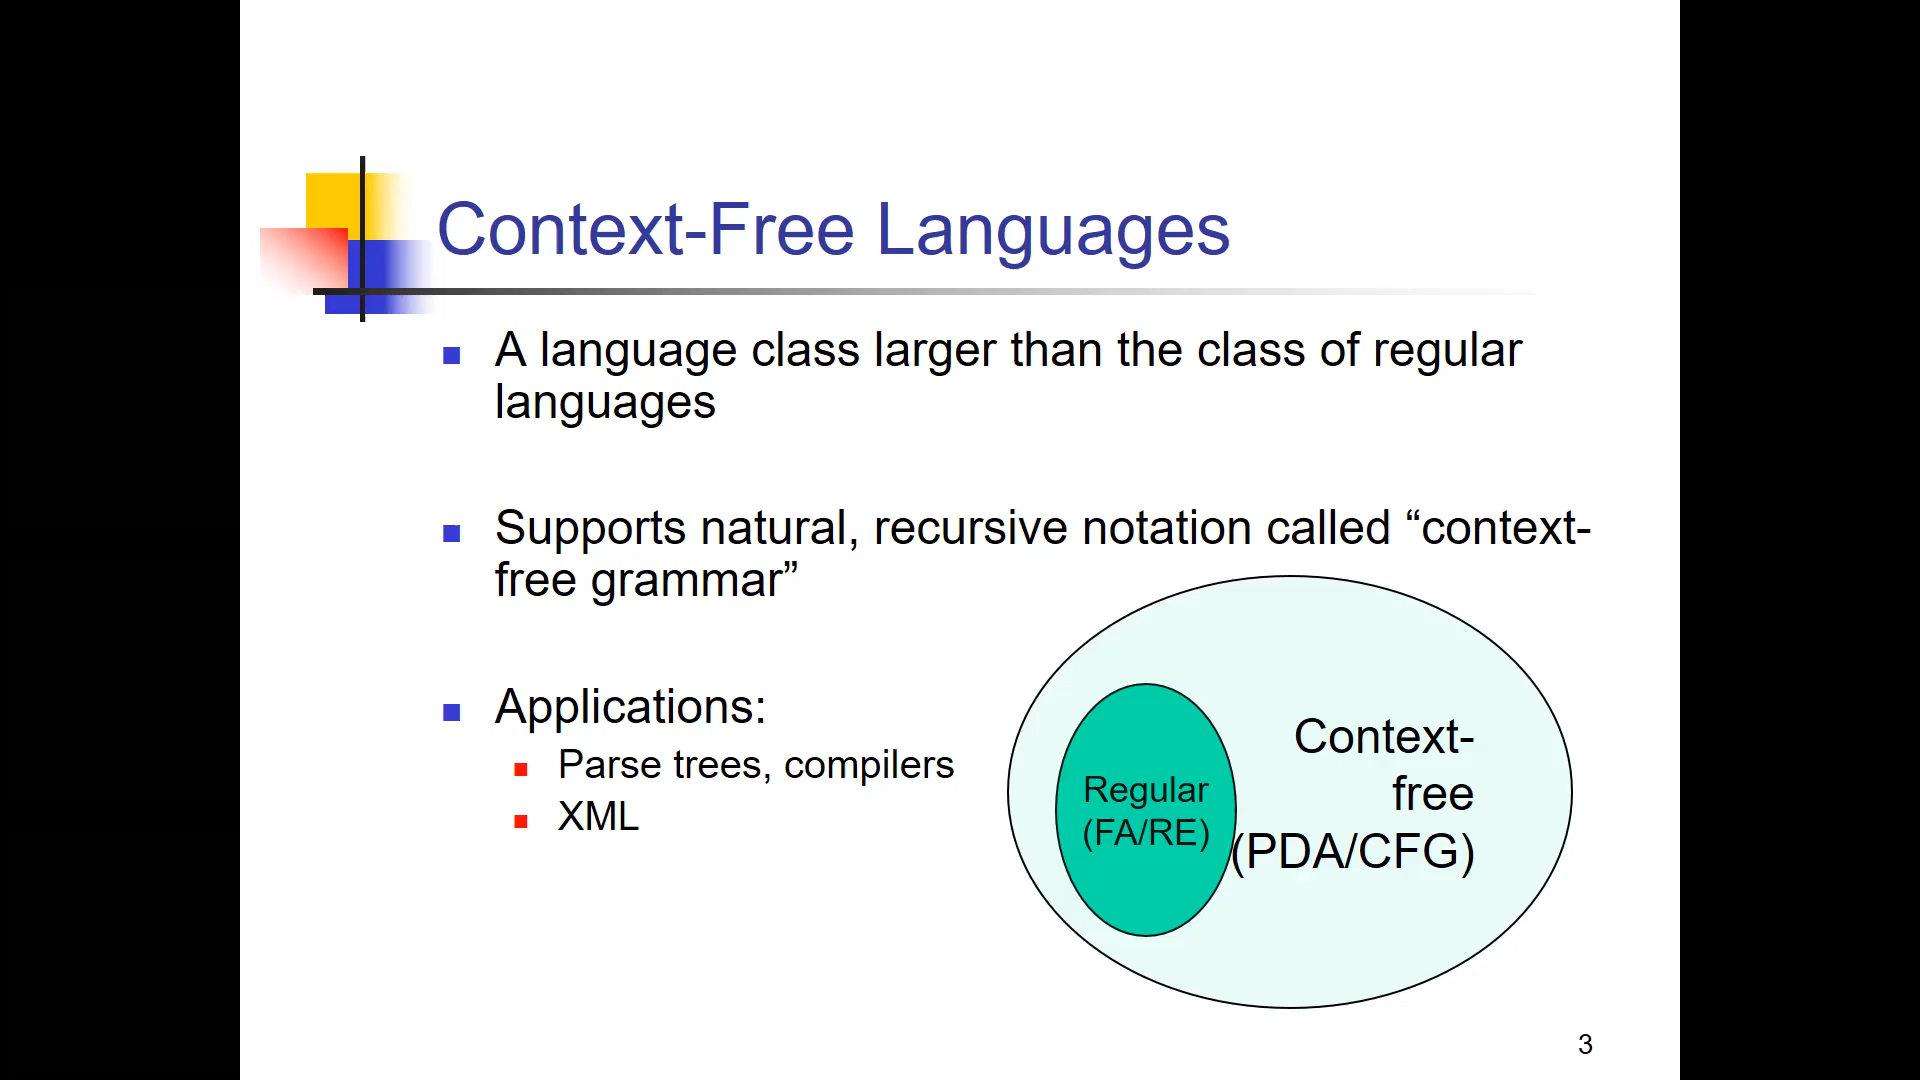 Context-Free Languages
A language class larger than the class of regular
languages
Supports natural, recursive notation called “context-
free grammar”
Applications:
Parse trees, compilers
XML
Regular
(FA/RE)
Context-
free
(PDA/CFG)
3